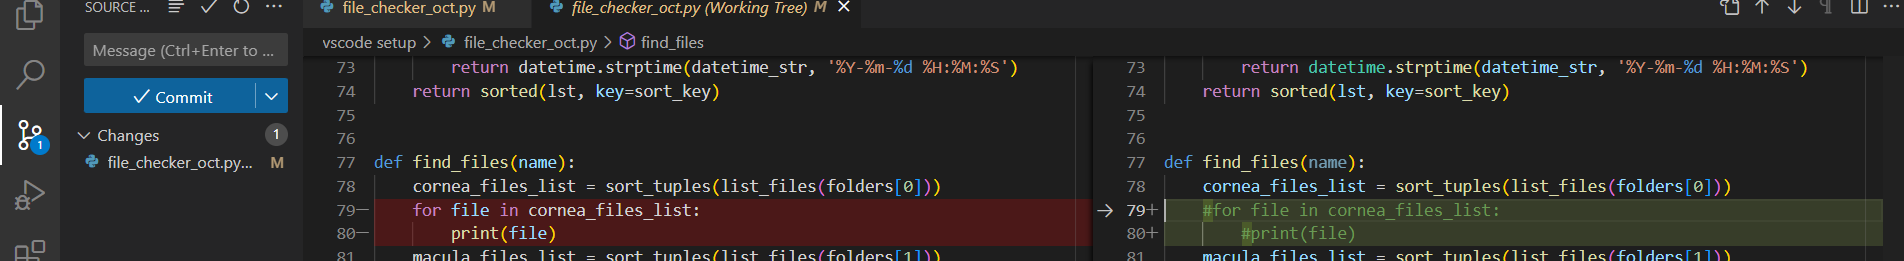 SOURCE ...
file_checker_oct.py M
file_checker_oct.py (Working Tree) M
Message (Ctrl+Enter to ...
Commit
Changes 1
file_checker_oct.py... M
1
vscode setup > file_checker_oct.py > find_files
73 return datetime.strptime(datetime_str, '%Y-%m-%d %H:%M:%S')
74 return sorted(lst, key=sort_key)
75
76
77 def find_files(name):
78 cornea_files_list = sort_tuples(list_files(folders[0]))
79— for file in cornea_files_list:
80— print(file)
81 macula_files_list = sort_tuples(list_files(folders[1]))
73 return datetime.strptime(datetime_str, '%Y-%m-%d %H:%M:%S')
74 return sorted(lst, key=sort_key)
75
76
77 def find_files(name):
78 cornea_files_list = sort_tuples(list_files(folders[0]))
79+ #for file in cornea_files_list:
80+ #print(file)
81 macula_files_list = sort_tuples(list_files(folders[1]))